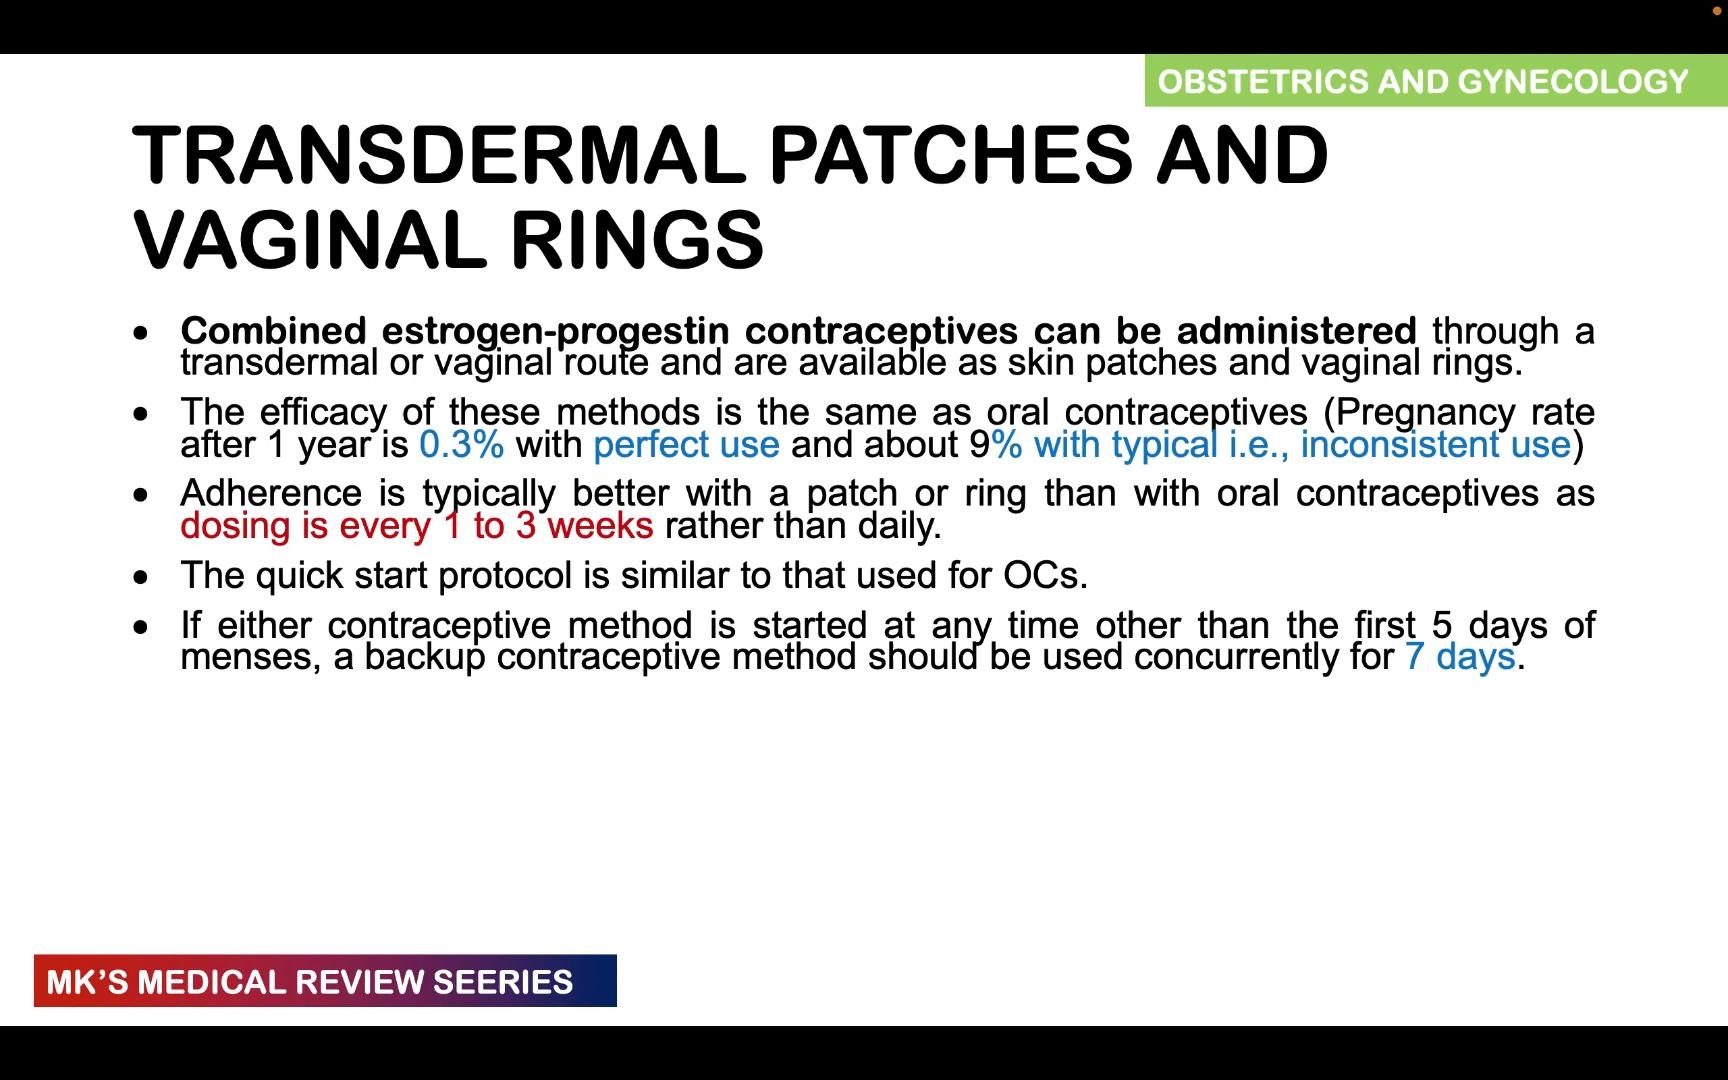 OBSTETRICS AND GYNECOLOGY
TRANSDERMAL PATCHES AND
VAGINAL RINGS
• Combined estrogen-progestin contraceptives can be administered through a
transdermal or vaginal route and are available as skin patches and vaginal rings.
• The efficacy of these methods is the same as oral contraceptives (Pregnancy rate
after 1 year is 0.3% with perfect use and about 9% with typical i.e., inconsistent use)
• Adherence is typically better with a patch or ring than with oral contraceptives as
dosing is every 1 to 3 weeks rather than daily.
• The quick start protocol is similar to that used for OCs.
• If either contraceptive method is started at any time other than the first 5 days of
menses, a backup contraceptive method should be used concurrently for 7 days.
MK’S MEDICAL REVIEW SEERIES